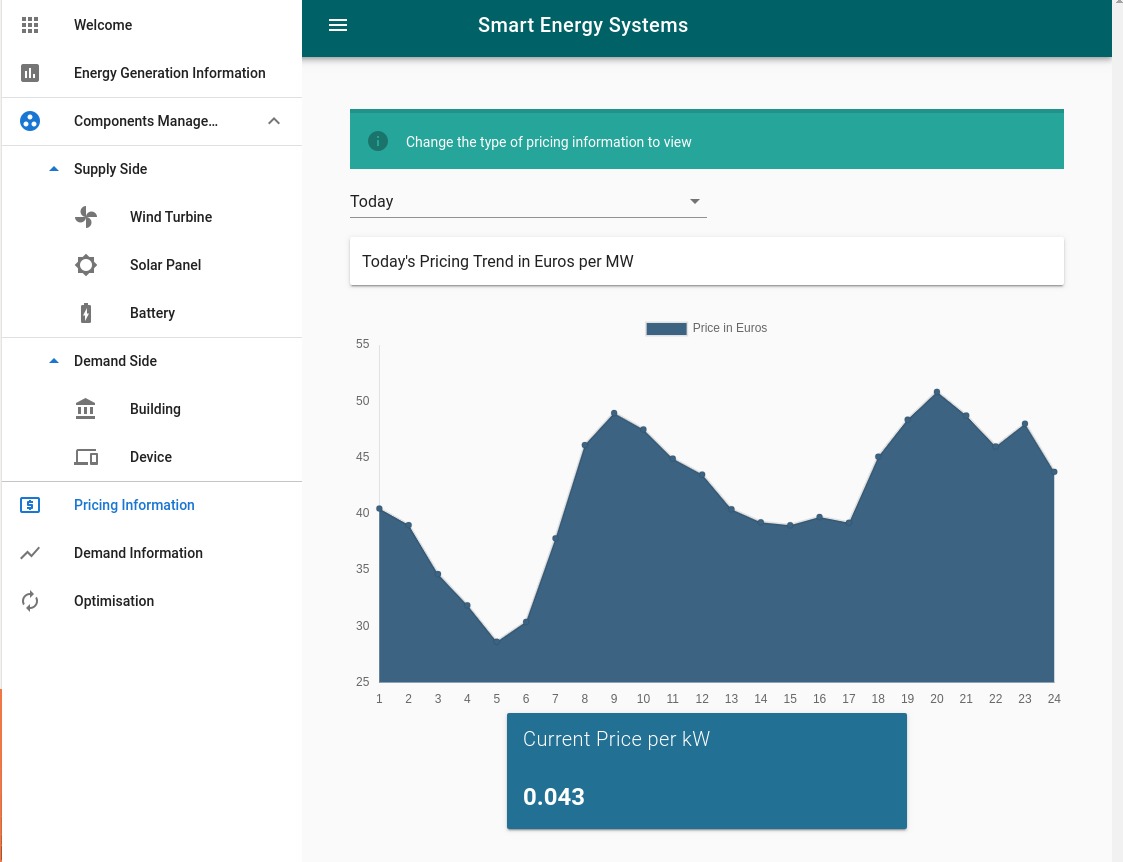 Welcome
Energy Generation Information
Components Manage...
Supply Side
Wind Turbine
Solar Panel
Battery
Demand Side
Building
Device
Pricing Information
Demand Information
Optimisation
Smart Energy Systems
Change the type of pricing information to view
Today
Today's Pricing Trend in Euros per MW
Price in Euros
55
50
45
40
35
30
25
1 2 3 4 5 6 7 8 9 10 11 12 13 14 15 16 17 18 19 20 21 22 23 24
Current Price per kW
0.043